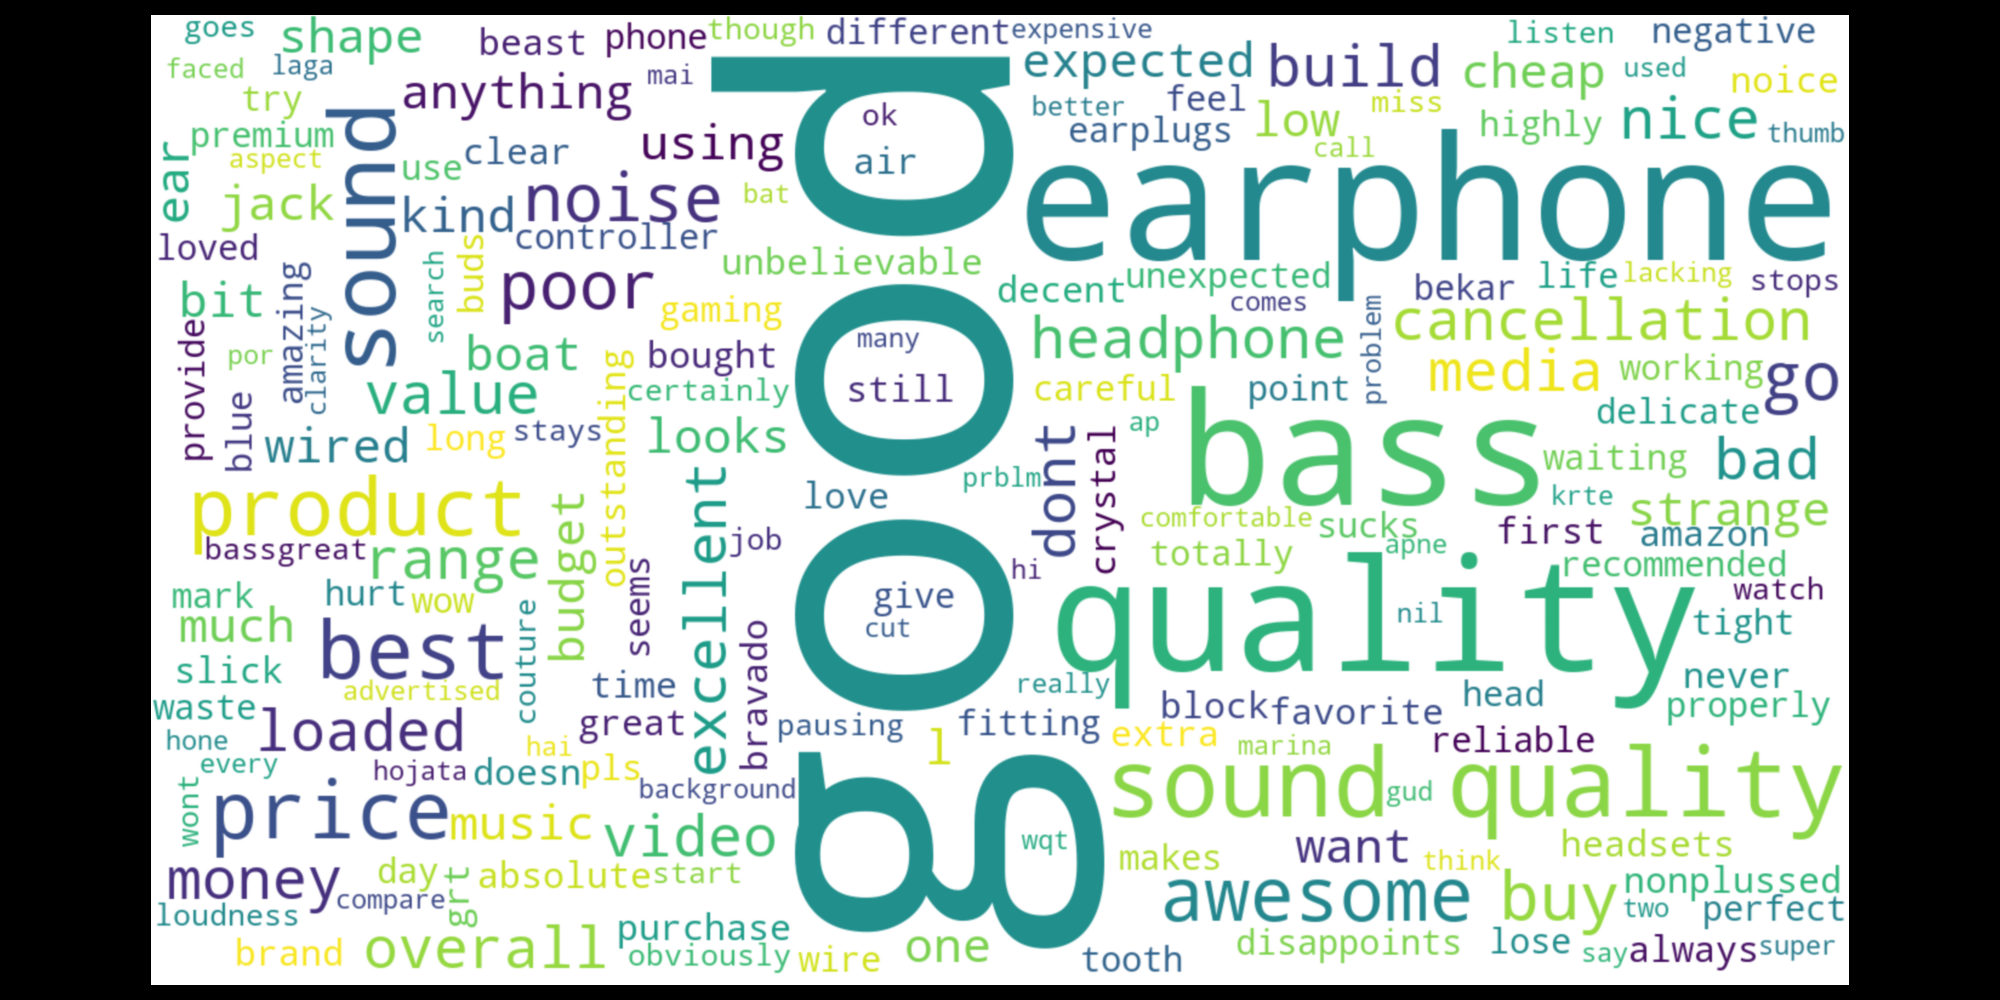 goes
shape
beast
phone
though
different
expensive
listen
negative
faced
laga
anything
mai
expected
build
cheap
used
noice
try
sound
ok
better
feel
low
miss
nice
premium
using
earplugs
highly
thumb
ear
aspect
use
clear
air
call
jack
kind
noise
bat
earphone
loved
controller
good
bit
amazing
search
buds
poor
unbelievable
decent
unexpected
bekar
life
lacking
stops
provide
clarity
gaming
comes
problem
cancellation
por
boat
bought
many
headphone
media
working
go
blue
value
outstanding
certainly
still
careful
point
delicate
wired
long
stays
looks
dont
crystal
ap
bass
waiting
bad
product
budget
excellent
love
prblm
krte
strange
bassgreat
range
job
comfortable
sucks
first
amazon
hi
totally
apne
recommended
mark
hurt
wow
couture
seems
bravado
give
quality
nil
watch
much
best
cut
tight
slick
advertised
time
really
never
waste
loaded
great
pausing
fitting
block
favorite
head
properly
hone
hai
l
extra
marina
reliable
every
hojata
doesn
pls
background
sound quality
wont
price
music
video
gud
wqt
want
think
headsets
money
day
grt
absolute
start
makes
awesome
buy
nonplussed
compare
loudness
purchase
two
perfect
brand
overall
obviously
wire
one
tooth
disappoints
lose
say
always
super